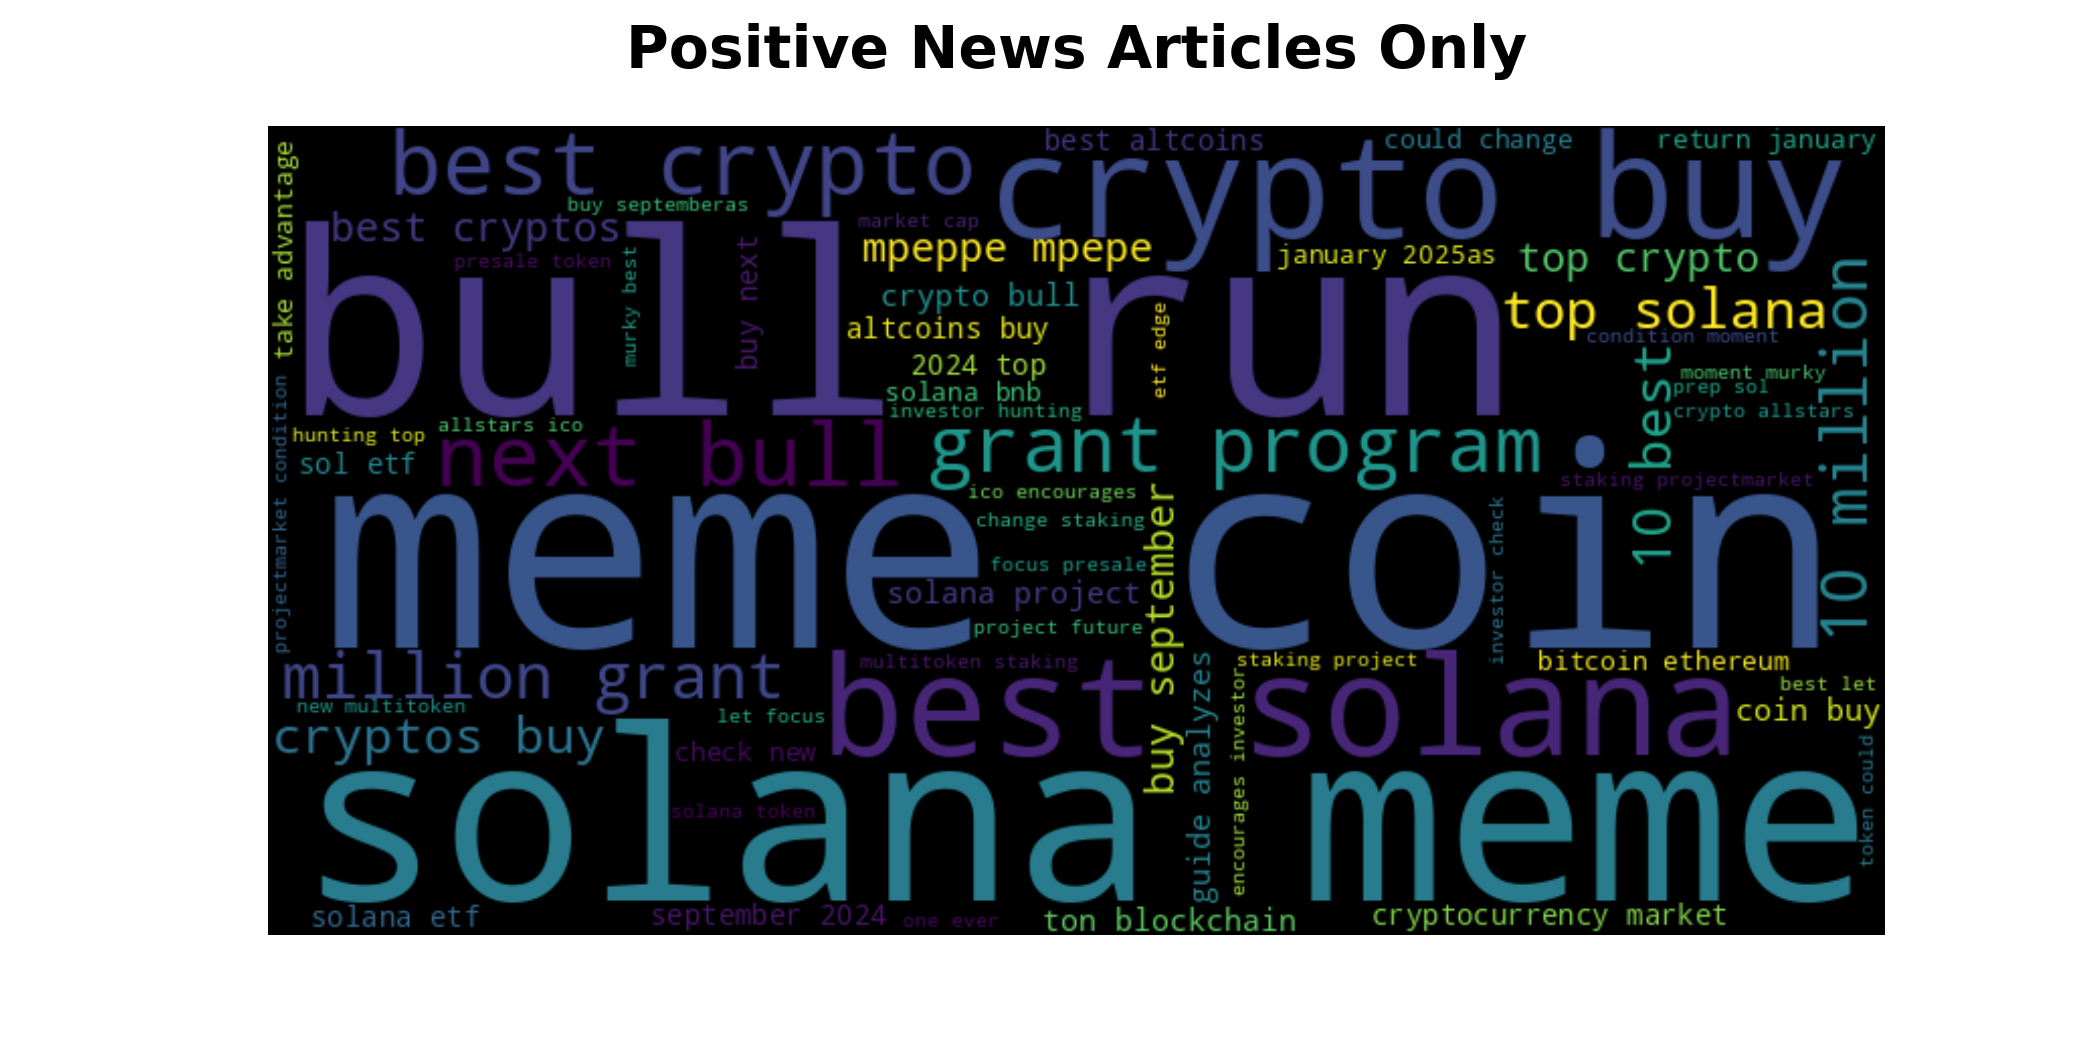 Positive News Articles Only
take advantage
best crypto
best altcoins
could change
return january
crypto buy
buy septemberas
best cryptos
market cap
bull run
presale token
murky best
buy next
mpeppe mpepe
january 2025as
top crypto
crypto bull
top solana
10 million
altcoins buy
etf edge
condition moment
2024 top
10 best
moment murky
solana bnb
prep sol
investor hunting
crypto allstars
projectmarket condition
hunting top
allstars ico
sol etf
next bull
grant program
staking projectmarket
ico encourages
meme coin
change staking
buy september
investor check
focus presale
solana project
project future
million grant
multitoken staking
best solana
guide analyzes
staking project
bitcoin ethereum
encourages investor
best let
new multitoken
let focus
coin buy
cryptos buy
check new
token could
solana meme
solana token
solana etf
september 2024
one ever
ton blockchain
cryptocurrency market